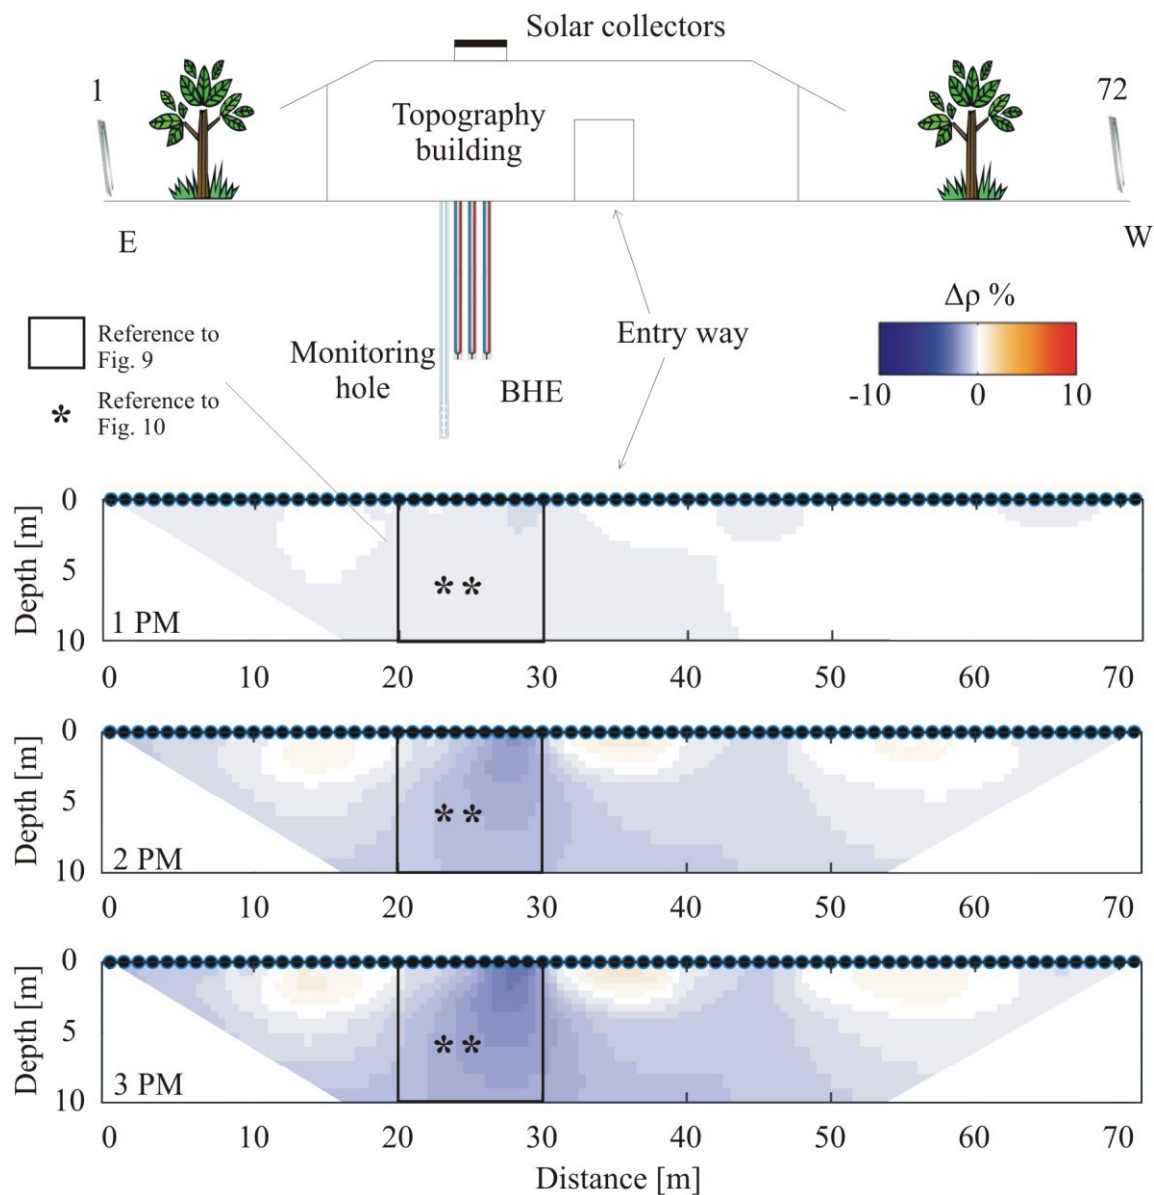 Solar collectors
1
72
Topography
building
E
W
Δρ %
Reference to
Fig. 9
Monitoring
hole
Entry way
BHE
-10 0 10
* Reference to
Fig. 10
Depth [m]
0
5
10
* *
1 PM
0 10 20 30 40 50 60 70
Depth [m]
0
5
10
* *
2 PM
0 10 20 30 40 50 60 70
Depth [m]
0
5
10
* *
3 PM
0 10 20 30 40 50 60 70
Distance [m]